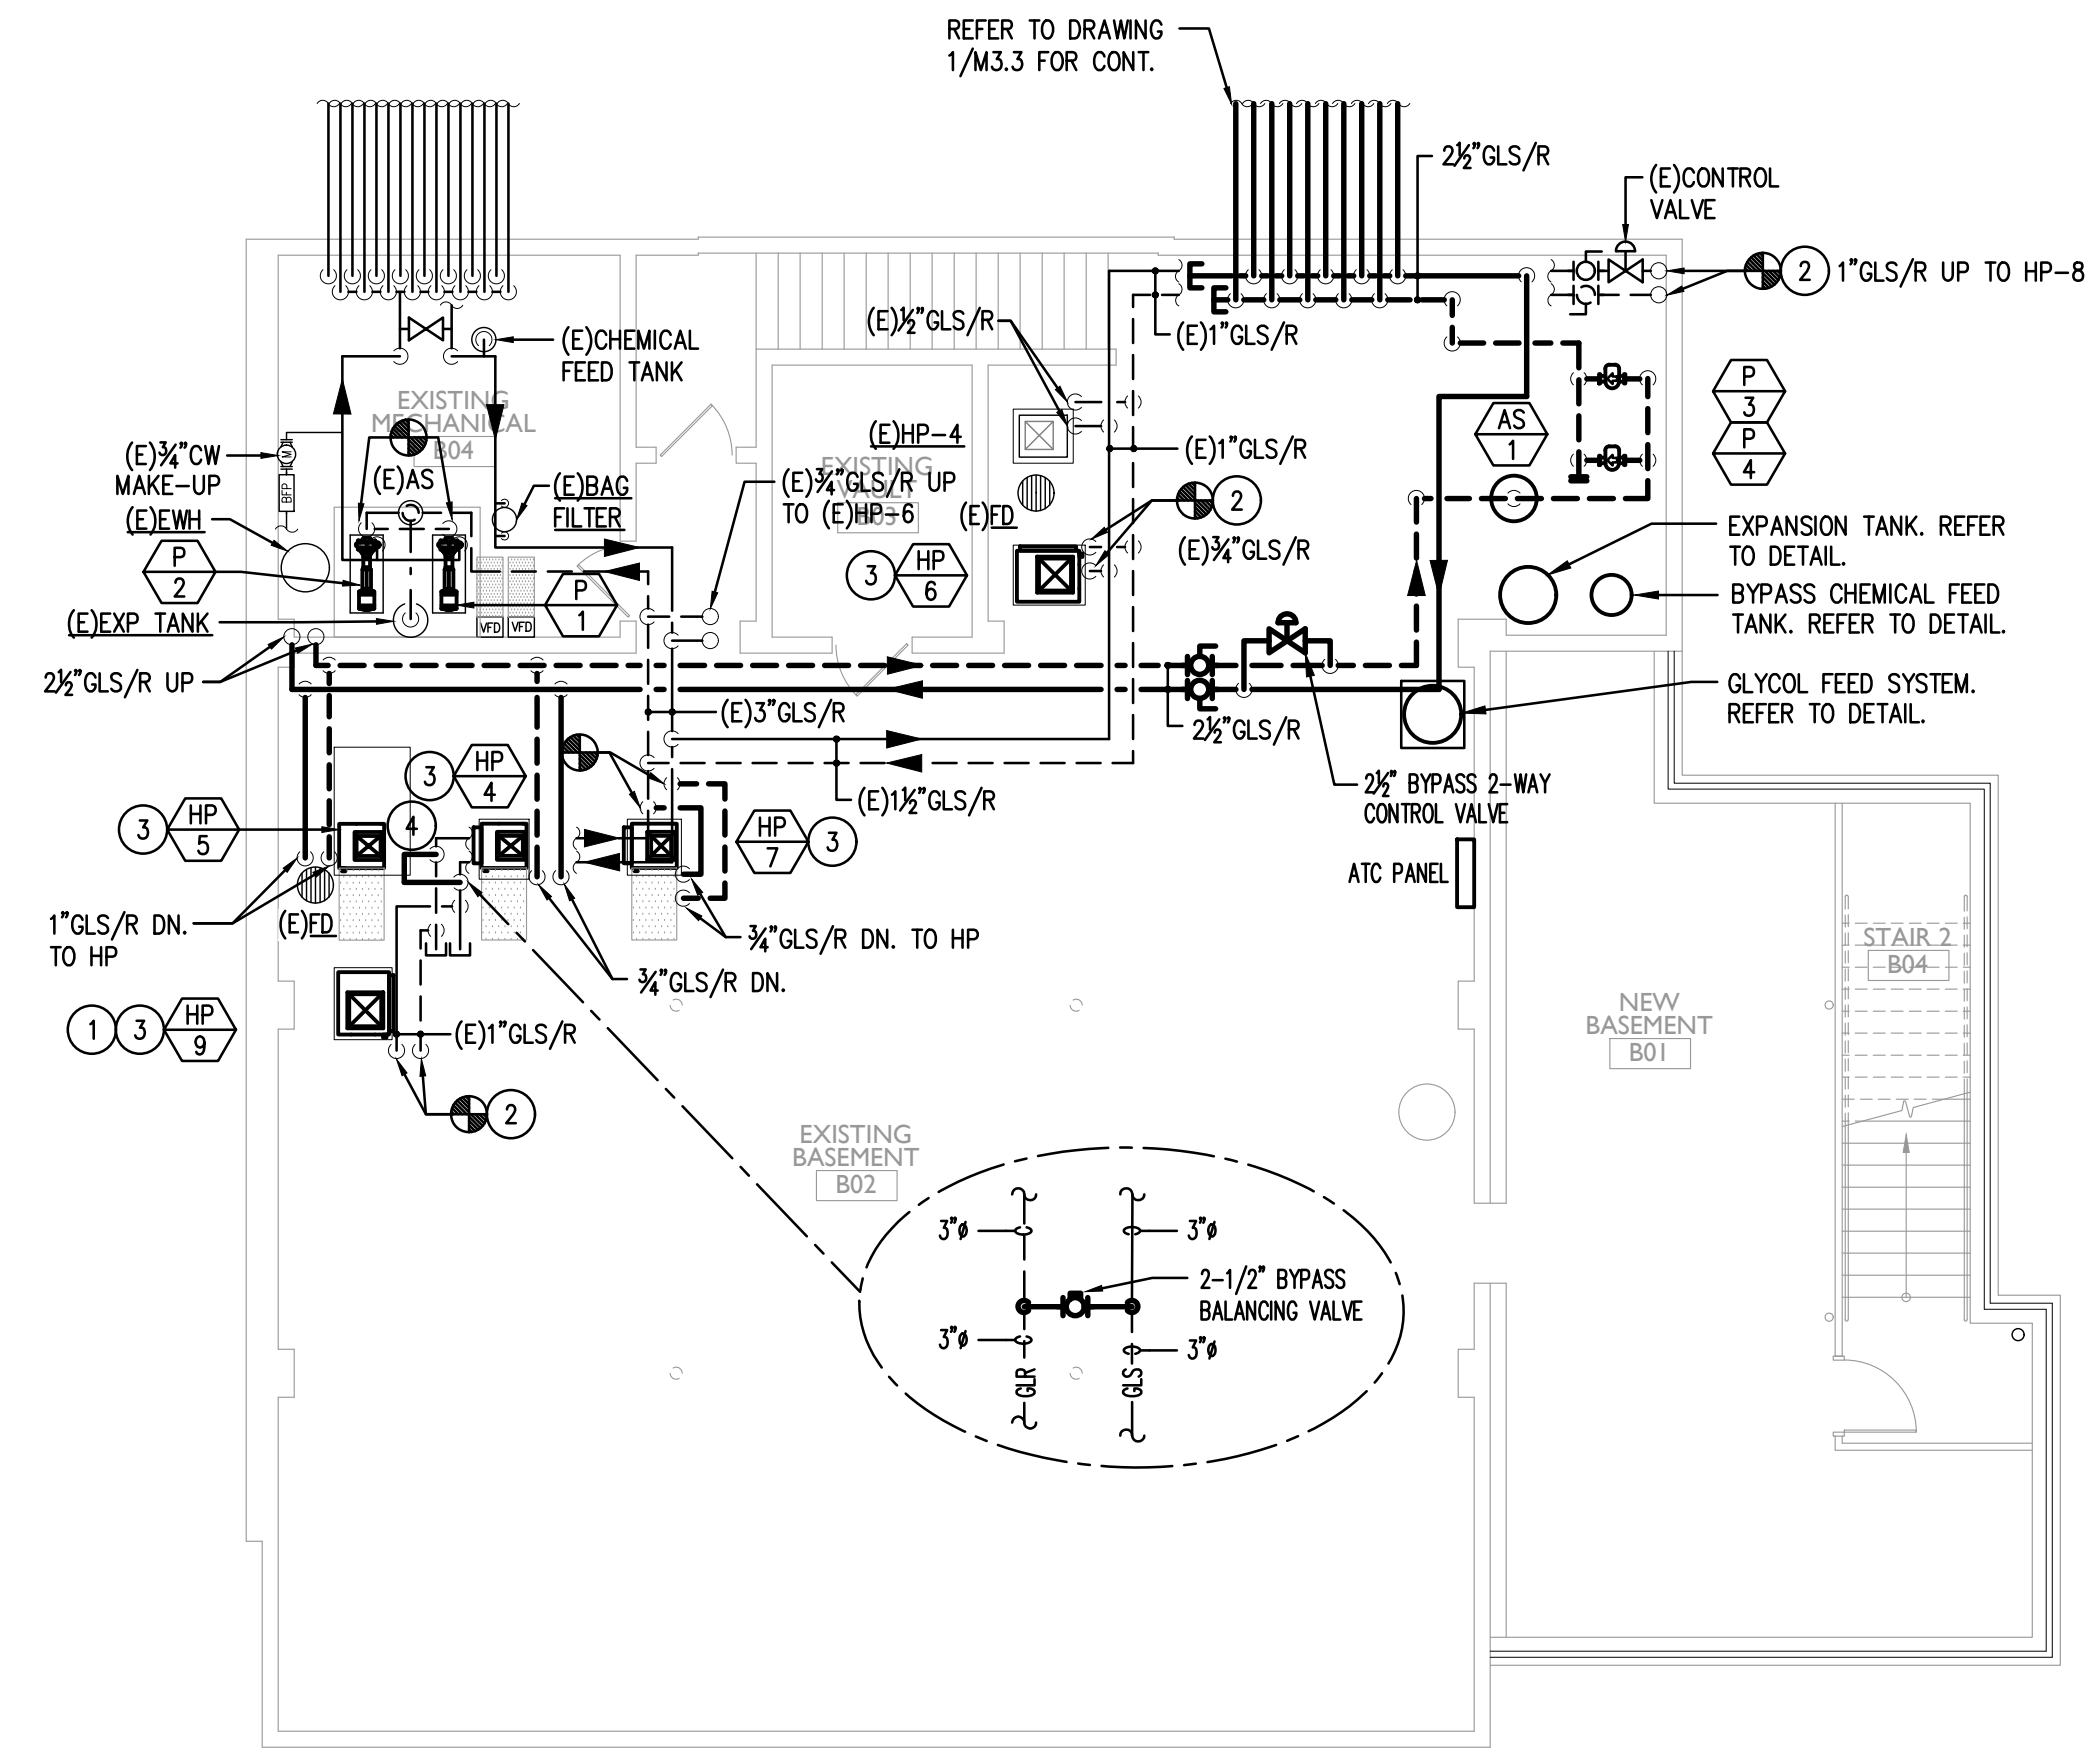 REFER TO DRAWING
1/M3.3 FOR CONT.
2½"GLS/R
(E)CONTROL
VALVE
2
1"GLS/R UP TO HP-8
(E)½"GLS/R
(E)1"GLS/R
(E)CHEMICAL
FEED TANK
EXISTING
MECHANICAL
B04
(E)AS
(E)¾"CW
MAKE-UP
M
BFP
(E)EWH
P
2
(E)EXP TANK
(E)BAG
FILTER
P
1
VFD
VFD
(E)HP-4
EXISTING
VAULT
B03
(E)¾"GLS/R UP
TO (E)HP-6
(E)FD
3
HP
6
(E)1"GLS/R
2
(E)¾"GLS/R
AS
1
P
3
P
4
EXPANSION TANK. REFER
TO DETAIL.
BYPASS CHEMICAL FEED
TANK. REFER TO DETAIL.
GLYCOL FEED SYSTEM.
REFER TO DETAIL.
2½"GLS/R UP
(E)3"GLS/R
2½"GLS/R
2½" BYPASS 2-WAY
CONTROL VALVE
(E)1½"GLS/R
3
HP
4
3
HP
5
4
HP
7
3
ATC PANEL
1"GLS/R DN.
TO HP
(E)FD
¾"GLS/R DN. TO HP
¾"GLS/R DN.
1
3
HP
9
(E)1"GLS/R
2
STAIR 2
B04
NEW
BASEMENT
B01
EXISTING
BASEMENT
B02
3"ø
3"ø
2-1/2" BYPASS
BALANCING VALVE
3"ø
3"ø
GLR
GLS